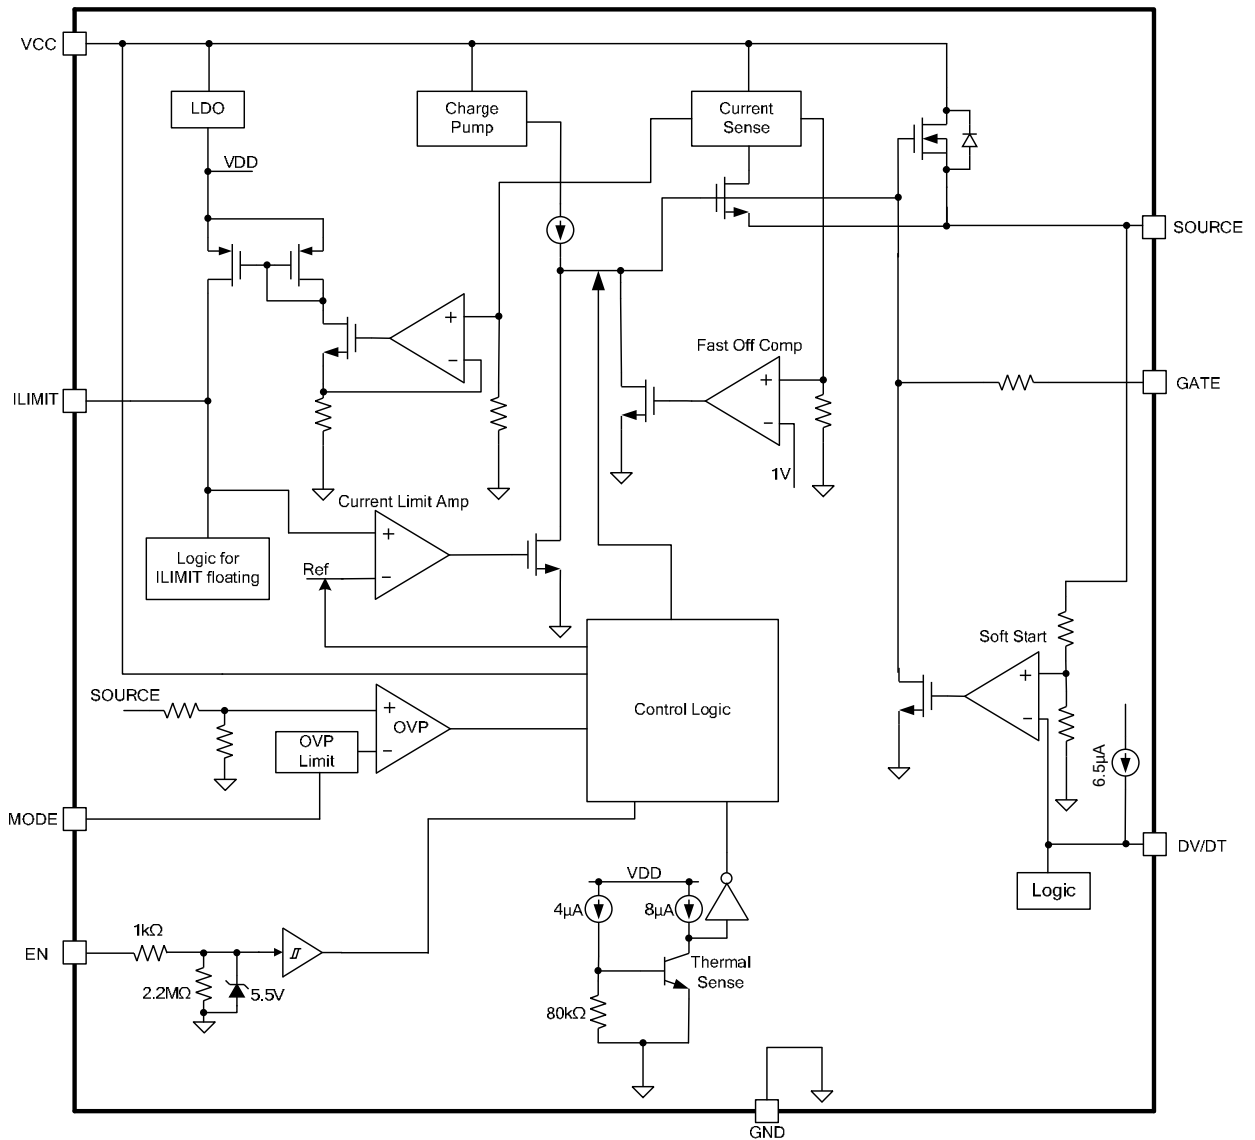 VCC
LDO
Charge
Pump
Current
Sense
VDD
SOURCE
+
−
Fast Off Comp
+
−
1V
GATE
ILIMIT
Current Limit Amp
+
−
Ref
Logic for
ILIMIT floating
Soft Start
+
−
SOURCE
+
OVP
−
OVP
Limit
Control Logic
6.5µA
MODE
DV/DT
Logic
VDD
4µA
8µA
Thermal
Sense
80kΩ
EN
1kΩ
2.2MΩ
5.5V
GND